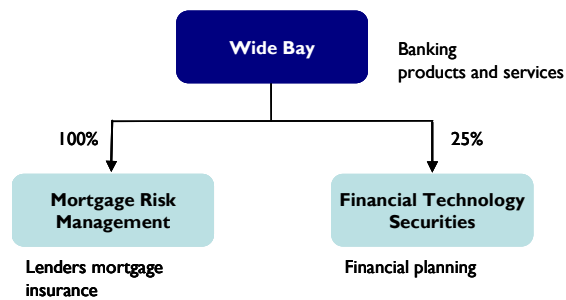 Wide Bay
Banking
products and services
100%
25%
Mortgage Risk
Management
Financial Technology
Securities
Lenders mortgage
insurance
Financial planning